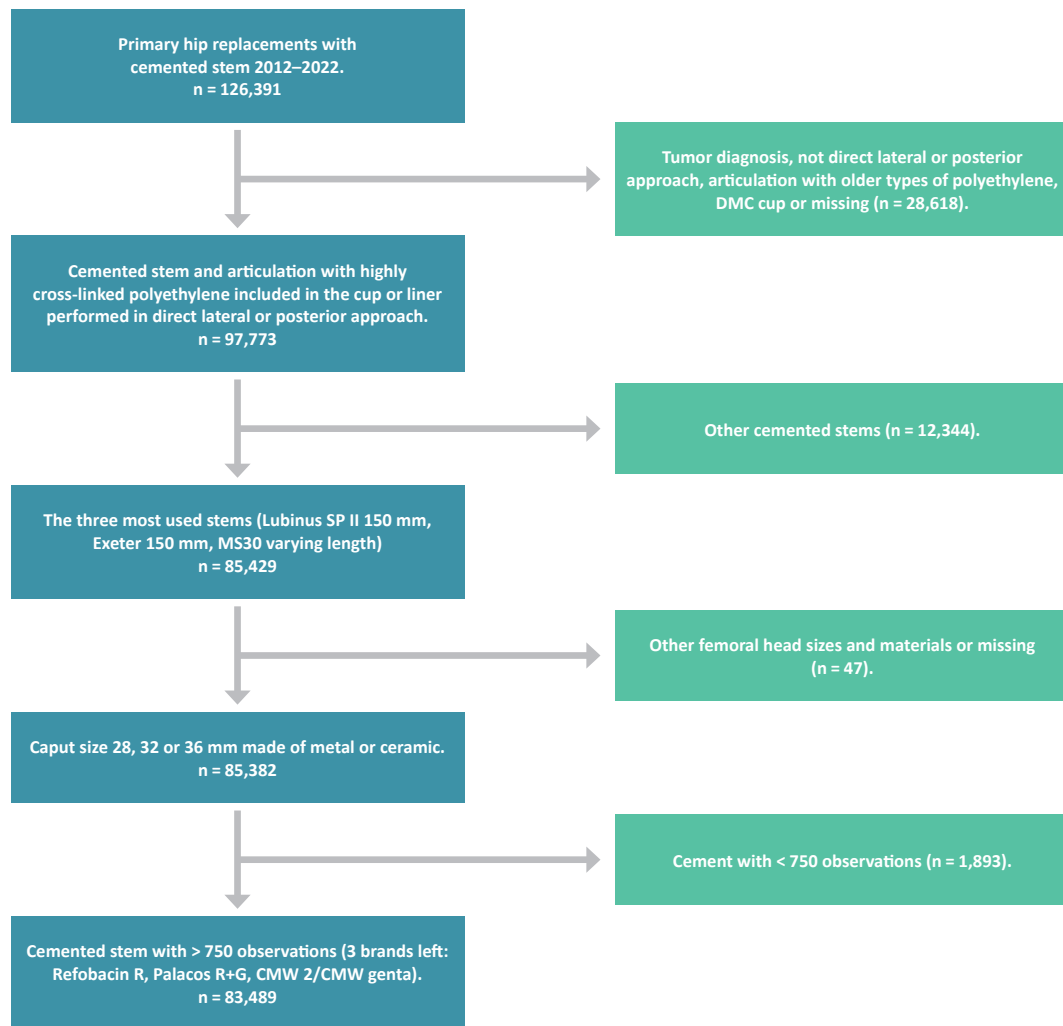 Primary hip replacements with
cemented stem 2012–2022.
n = 126,391
Tumor diagnosis, not direct lateral or posterior
approach, articulation with older types of polyethylene,
DMC cup or missing (n = 28,618).
Cemented stem and articulation with highly
cross-linked polyethylene included in the cup or liner
performed in direct lateral or posterior approach.
n = 97,773
Other cemented stems (n = 12,344).
The three most used stems (Lubinus SP II 150 mm,
Exeter 150 mm, MS30 varying length)
n = 85,429
Other femoral head sizes and materials or missing
(n = 47).
Caput size 28, 32 or 36 mm made of metal or ceramic.
n = 85,382
Cement with < 750 observations (n = 1,893).
Cemented stem with > 750 observations (3 brands left:
Refobacin R, Palacos R+G, CMW 2/CMW genta).
n = 83,489